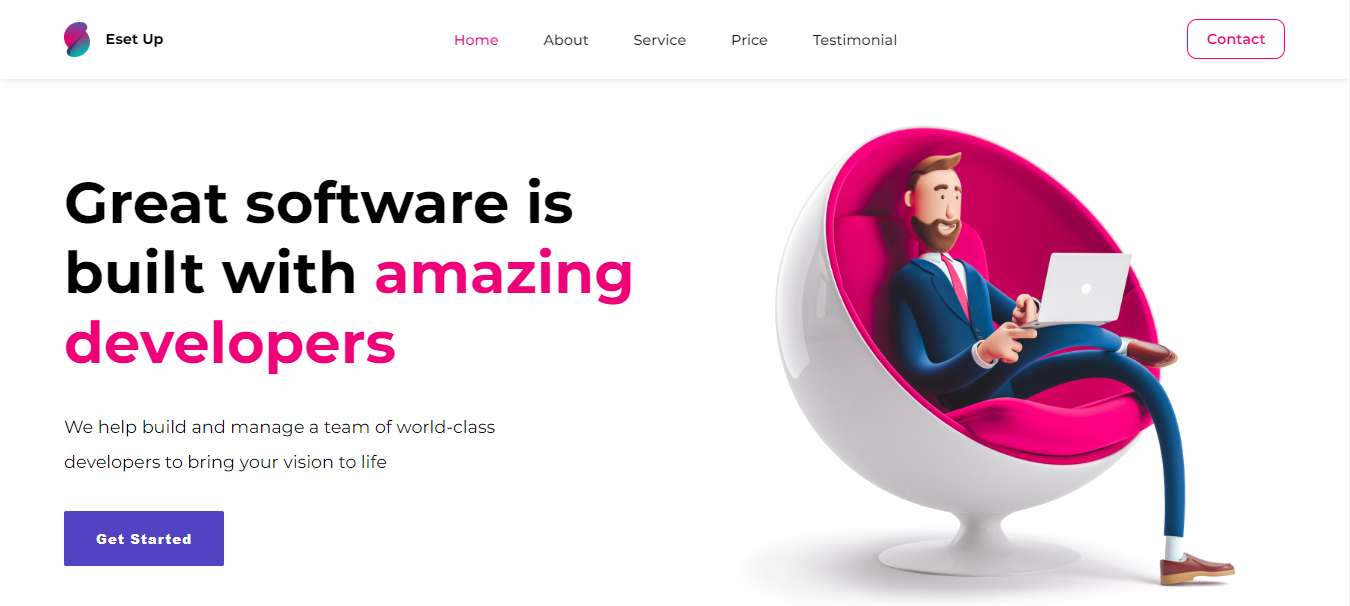 Eset Up
Home
About
Service
Price
Testimonial
Contact
Great software is
built with amazing
developers
We help build and manage a team of world-class
developers to bring your vision to life
Get Started